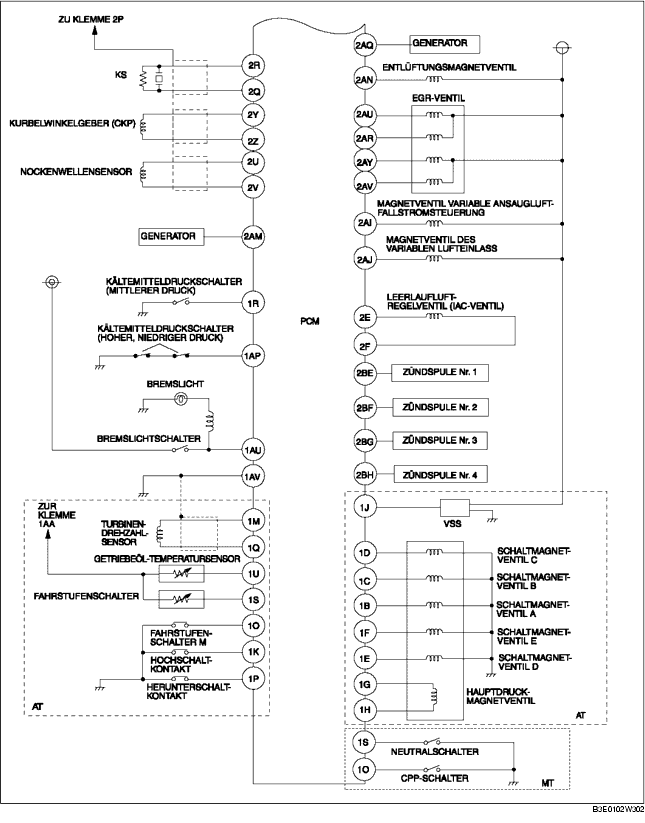 ZU KLEMME 2P
KS
2R
2Q
KURBELWINKELGEBER (CKP)
2Y
2Z
NOCKENWELLENSENSOR
2U
2V
GENERATOR
2AM
KÄLTEMITTELDRUCKSCHALTER
(MITTLERER DRUCK)
1R
KÄLTEMITTELDRUCKSCHALTER
(HOHER, NIEDRIGER DRUCK)
1AP
BREMSLICHT
BREMSLICHTSCHALTER
1AU
1AV
ZUR
KLEMME
1AA
TURBINEN-
DREHZAHL-
SENSOR
1M
1Q
GETRIEBEÖL-TEMPERATURSENSOR
1U
FAHRSTUFENSCHALTER
1S
1O
FAHRSTUFEN-
SCHALTER M
1K
HOCHSCHALT-
KONTAKT
1P
HERUNTERSCHALT-
KONTAKT
AT
PCM
2AQ
GENERATOR
ENTLÜFTUNGSMAGNETVENTIL
2AN
EGR-VENTIL
2AU
2AR
2AY
2AV
MAGNETVENTIL VARIABLE ANSAUGLUFT-
FALLSTROMSTEUERUNG
2AI
MAGNETVENTIL DES
VARIABLEN LUFTEINLASS
2AJ
LEERLAUFLUFT-
REGELVENTIL (IAC-VENTIL)
2E
2F
2BE
ZÜNDSPULE Nr. 1
2BF
ZÜNDSPULE Nr. 2
2BG
ZÜNDSPULE Nr. 3
2BH
ZÜNDSPULE Nr. 4
1J
VSS
1D
SCHALTMAGNET-
VENTIL C
1C
SCHALTMAGNET-
VENTIL B
1B
SCHALTMAGNET-
VENTIL A
1F
SCHALTMAGNET-
VENTIL E
1E
SCHALTMAGNET-
VENTIL D
1G
HAUPTDRUCK-
MAGNETVENTIL
1H
AT
1S
NEUTRALSCHALTER
1O
CPP-SCHALTER
MT
B3E0102W302